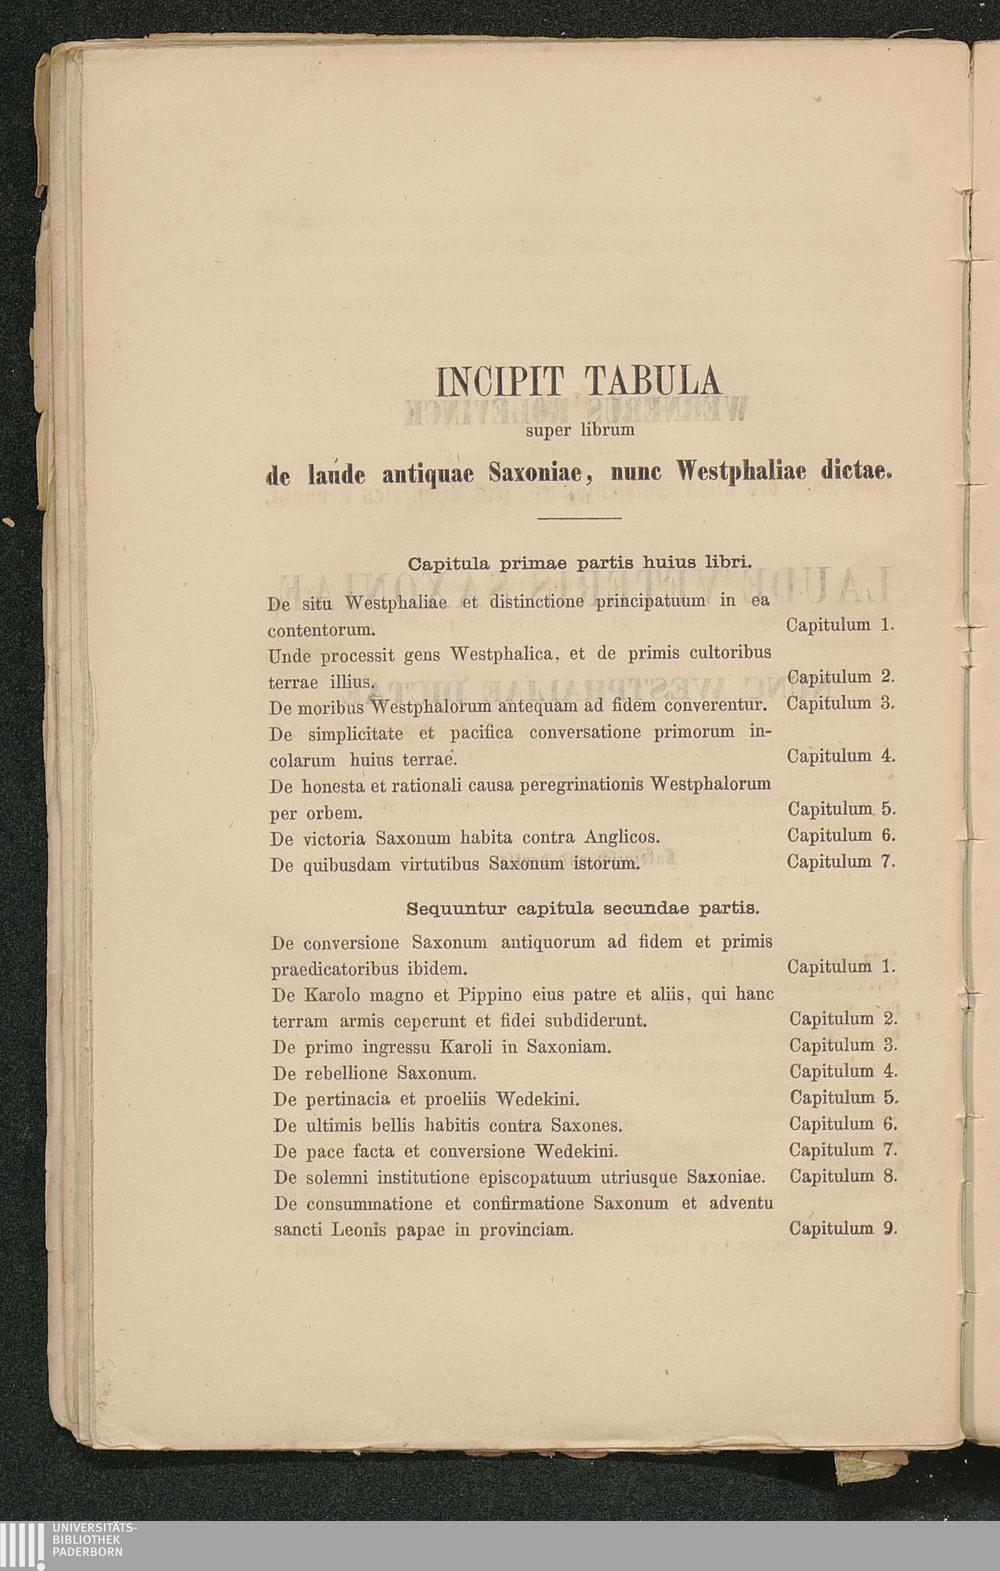 INCIPIT TABULA
super librum
de laude antiquae Saxoniae, nunc Westphaliae dictae.
Capitula primae partis huius libri.
De situ Westphaliae et distinctione principatuum in ea
contentorum. Capitulum 1.
Unde processit gens Westphalica, et de primis cultoribus
terrae illius. Capitulum 2.
De moribus Westphalorum antequam ad fidem converentur. Capitulum 3.
De simplicitate et pacifica conversatione primorum in-
colarum huius terrae. Capitulum 4.
De honesta et rationali causa peregrinationis Westphalorum
per orbem. Capitulum 5.
De victoria Saxonum habita contra Anglicos. Capitulum 6.
De quibusdam virtutibus Saxonum istorum. Capitulum 7.
Sequuntur capitula secundae partis.
De conversione Saxonum antiquorum ad fidem et primis
praedicatoribus ibidem. Capitulum 1.
De Karolo magno et Pippino eius patre et aliis, qui hanc
terram armis ceperunt et fidei subdiderunt. Capitulum 2.
De primo ingressu Karoli in Saxoniam. Capitulum 3.
De rebellione Saxonum. Capitulum 4.
De pertinacia et proeliis Wedekini. Capitulum 5.
De ultimis bellis habitis contra Saxones. Capitulum 6.
De pace facta et conversione Wedekini. Capitulum 7.
De solemni institutione episcopatuum utriusque Saxoniae. Capitulum 8.
De consummatione et confirmatione Saxonum et adventu
sancti Leonis papae in provinciam. Capitulum 9.
UNIVERSITÄTS-
BIBLIOTHEK
PADERBORN